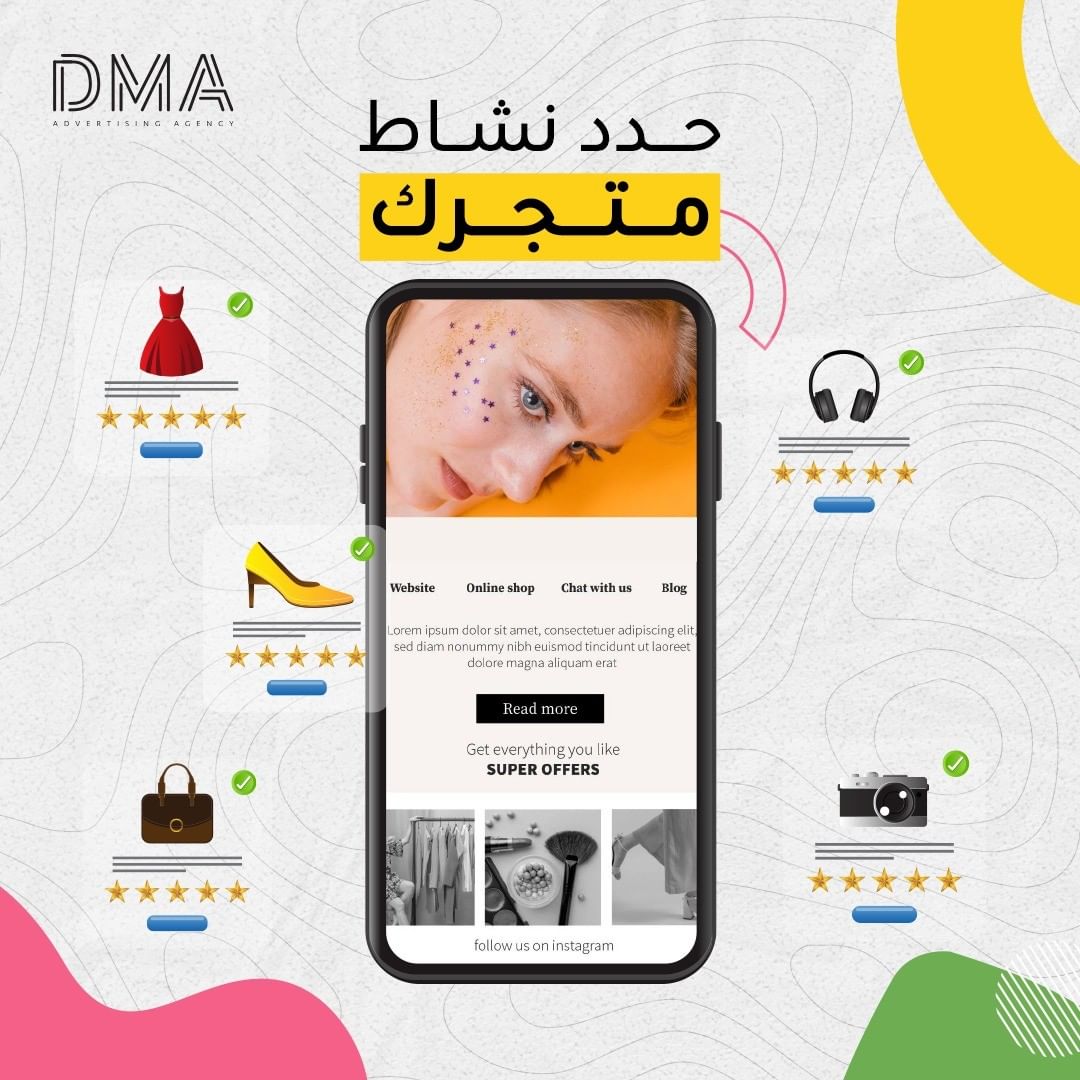 DMA
ADVERTISING AGENCY
حدد نشاط
متجرك
Website Online shop Chat with us Blog
Lorem ipsum dolor sit amet, consectetuer adipiscing elit,
sed diam nonummy nibh euismod tincidunt ut laoreet
dolore magna aliquam erat
Read more
Get everything you like
SUPER OFFERS
follow us on instagram